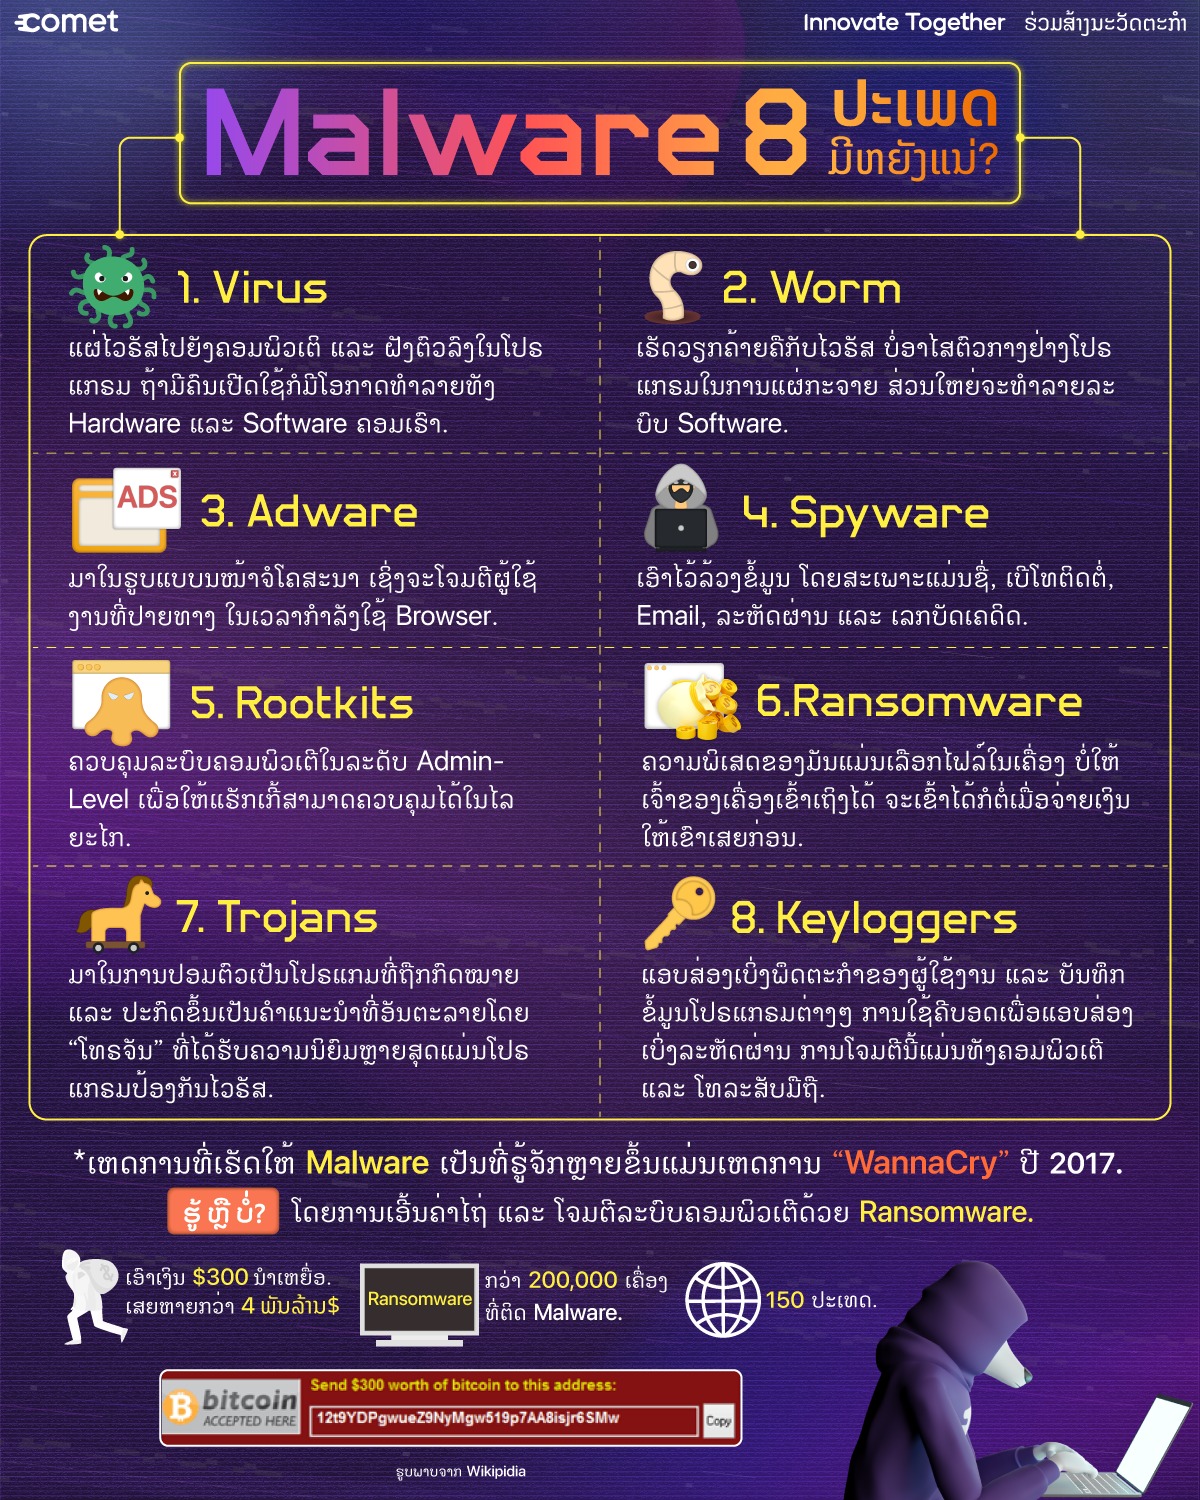 comet
Innovate Together ຮ່ວມສ້າງນະວັດຕະກຳ
Malware 8 ປະເພດ
ມີຫຍັງແນ່?
1. Virus
ແຜ່ໄວຣັສໄປຍັງຄອມພິວເຕິ ແລະ ຝັງຕົວລົງໃນໂປຣ
ແກຣມ ຖ້າມີຄົນເປີດໃຊ້ກໍມີໂອກາດທຳລາຍທັງ
Hardware ແລະ Software ຄອມເຮົາ.
2. Worm
ເຮັດວຽກຄ້າຍຄືກັບໄວຣັສ ບໍ່ອາໄສຕົວກາງຢ່າງໂປຣ
ແກຣມໃນການແຜ່ກະຈາຍ ສ່ວນໃຫຍ່ຈະທຳລາຍລະ
ບົບ Software.
ADS
3. Adware
ມາໃນຮູບແບບນໜ້າຈໍໂຄສະນາ ເຊິ່ງຈະໂຈມຕີຜູ້ໃຊ້
ງານທີ່ປາຍທາງ ໃນເວລາກຳລັງໃຊ້ Browser.
4. Spyware
ເອົາໄວ້ລ້ວງຂໍ້ມູນ ໂດຍສະເພາະແມ່ນຊື່, ເບີໂທຕິດຕໍ່,
Email, ລະຫັດຜ່ານ ແລະ ເລກບັດເຄດິດ.
5. Rootkits
ຄວບຄຸມລະບົບຄອມພິວເຕີໃນລະດັບ Admin-
Level ເພື່ອໃຫ້ແຮັກເກີ້ສາມາດຄວບຄຸມໄດ້ໃນໄລ
ຍະໄກ.
6.Ransomware
ຄວາມພິເສດຂອງມັນແມ່ນເລືອກໄຟລ໌ໃນເຄື່ອງ ບໍ່ໃຫ້
ເຈົ້າຂອງເຄື່ອງເຂົ້າເຖິງໄດ້ ຈະເຂົ້າໄດ້ກໍຕໍ່ເມື່ອຈ່າຍເງິນ
ໃຫ້ເຂົາເສຍກ່ອນ.
7. Trojans
ມາໃນການປອມຕົວເປັນໂປຣແກມທີ່ຖືກກົດໝາຍ
ແລະ ປະກົດຂຶ້ນເປັນຄຳແນະນຳທີ່ອັນຕະລາຍໂດຍ
“ໂທຣຈັນ” ທີ່ໄດ້ຮັບຄວາມນິຍົມຫຼາຍສຸດແມ່ນໂປຣ
ແກຣມປ້ອງກັນໄວຣັສ.
8. Keyloggers
ແອບສ່ອງເບິ່ງພຶດຕະກຳຂອງຜູ້ໃຊ້ງານ ແລະ ບັນທຶກ
ຂໍ້ມູນໂປຣແກຣມຕ່າງໆ ການໃຊ້ຄີບອດເພື່ອແອບສ່ອງ
ເບິ່ງລະຫັດຜ່ານ ການໂຈມຕີນີ້ແມ່ນທັງຄອມພິວເຕີ
ແລະ ໂທລະສັບມືຖື.
*ເຫດການທີ່ເຮັດໃຫ້ Malware ເປັນທີ່ຮູ້ຈັກຫຼາຍຂຶ້ນແມ່ນເຫດການ “WannaCry” ປີ 2017.
ຮູ້ ຫຼື ບໍ່? ໂດຍການເອີ້ນຄ່າໄຖ່ ແລະ ໂຈມຕີລະບົບຄອມພິວເຕີດ້ວຍ Ransomware.
ເອົາເງິນ $300 ນຳເຫຍື່ອ.
ເສຍຫາຍກວ່າ 4 ພັນລ້ານ$
Ransomware
ກວ່າ 200,000 ເຄື່ອງ
ທີ່ຕິດ Malware.
150 ປະເທດ.
bitcoin
ACCEPTED HERE
Send $300 worth of bitcoin to this address:
12t9YDPgwueZ9NyMgw519p7AA8isjr6SMw
Copy
ຮູບພາບຈາກ Wikipidia